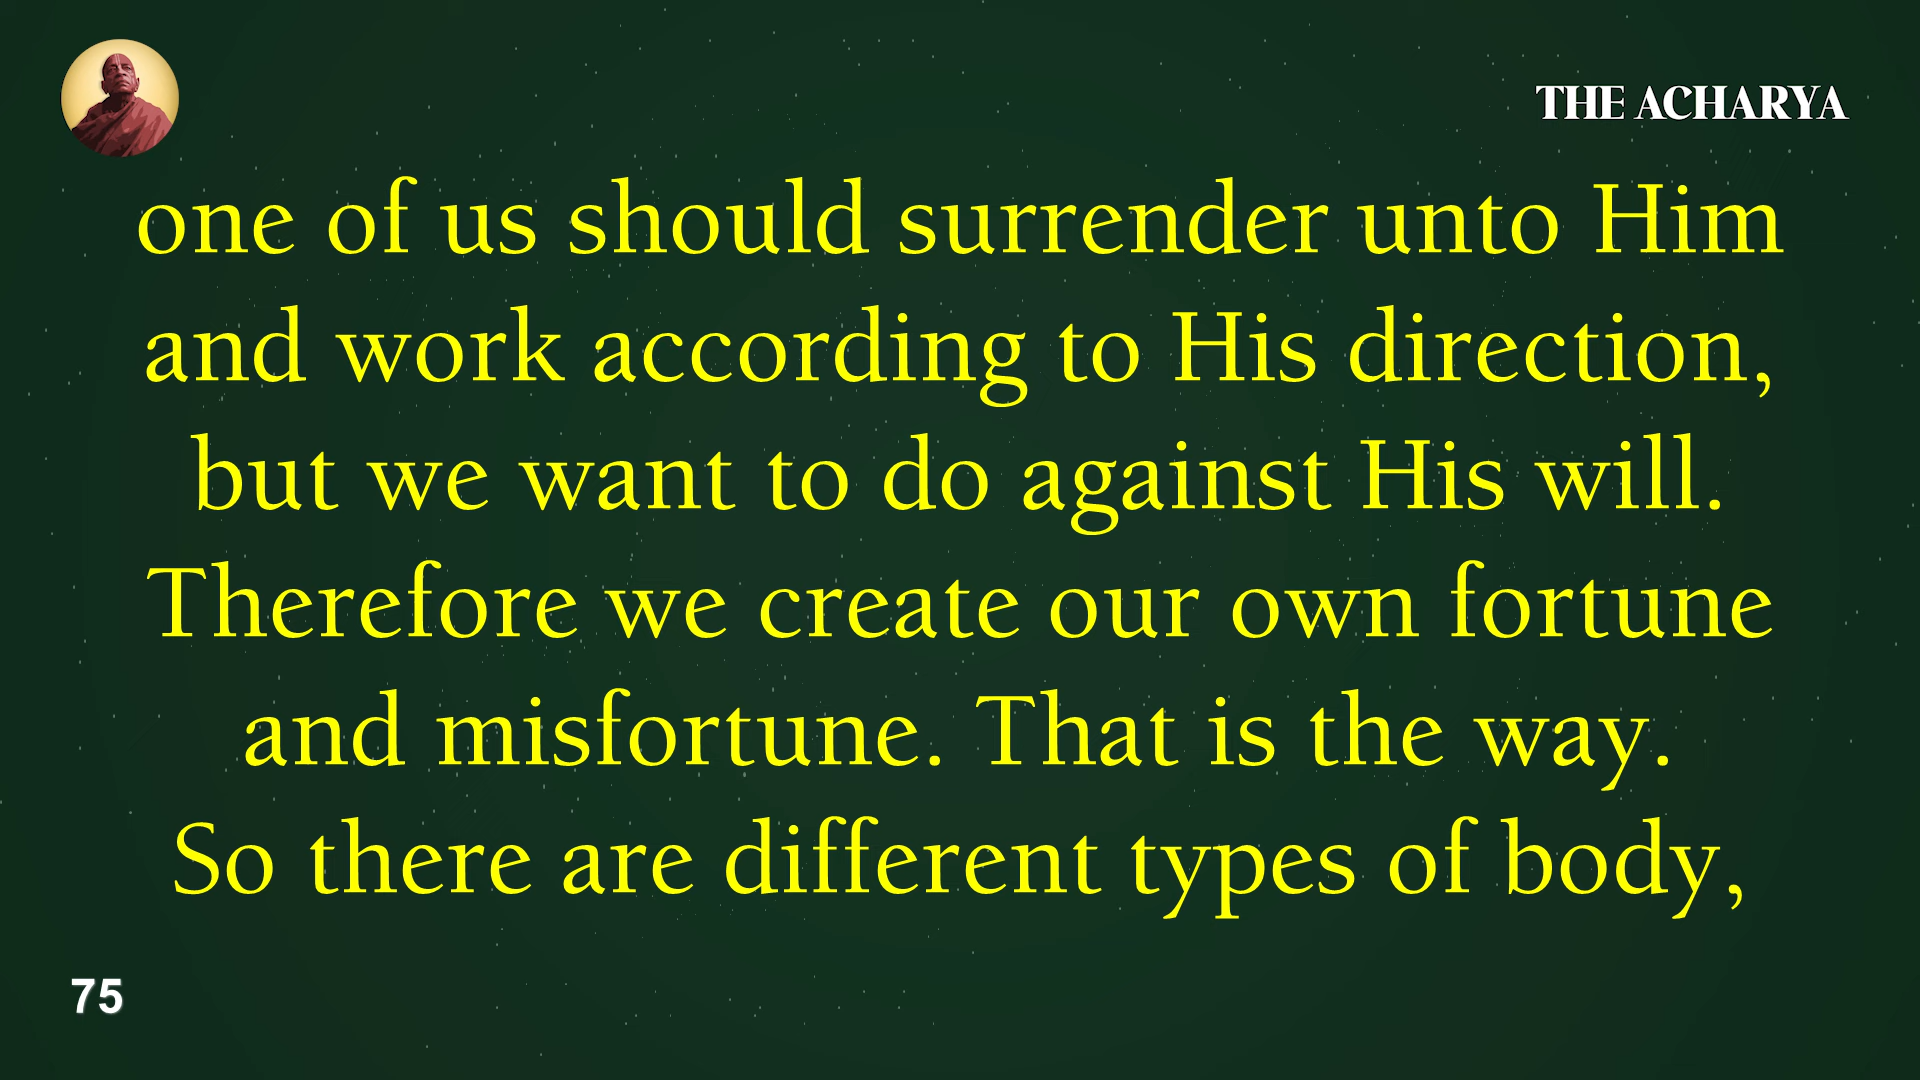 THE ACHARYA
one of us should surrender unto Him
and work according to His direction,
but we want to do against His will.
Therefore we create our own fortune
and misfortune. That is the way.
So there are different types of body,
75